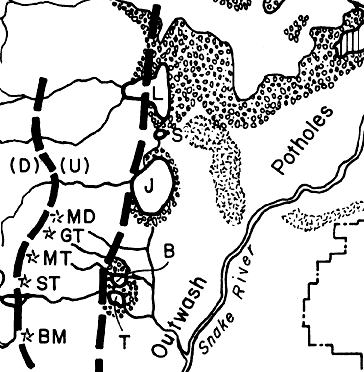 L
S
Potholes
(D) (U)
J
MD
GT
B
MT
ST
Outwash
Snake River
BM
T